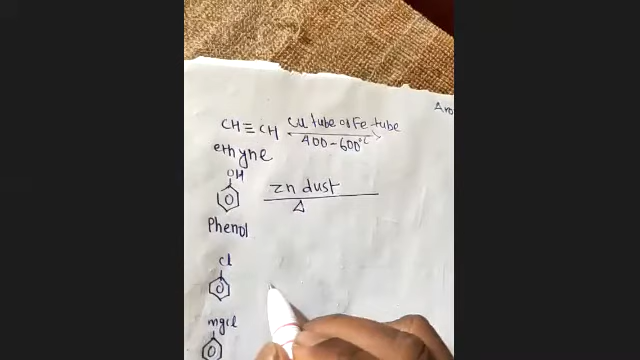 Aro
CH≡CH Cu tube or Fe-tube
400-600°C
ethyne
OH
Zn dust
Δ
Phenol
Cl
mgcl